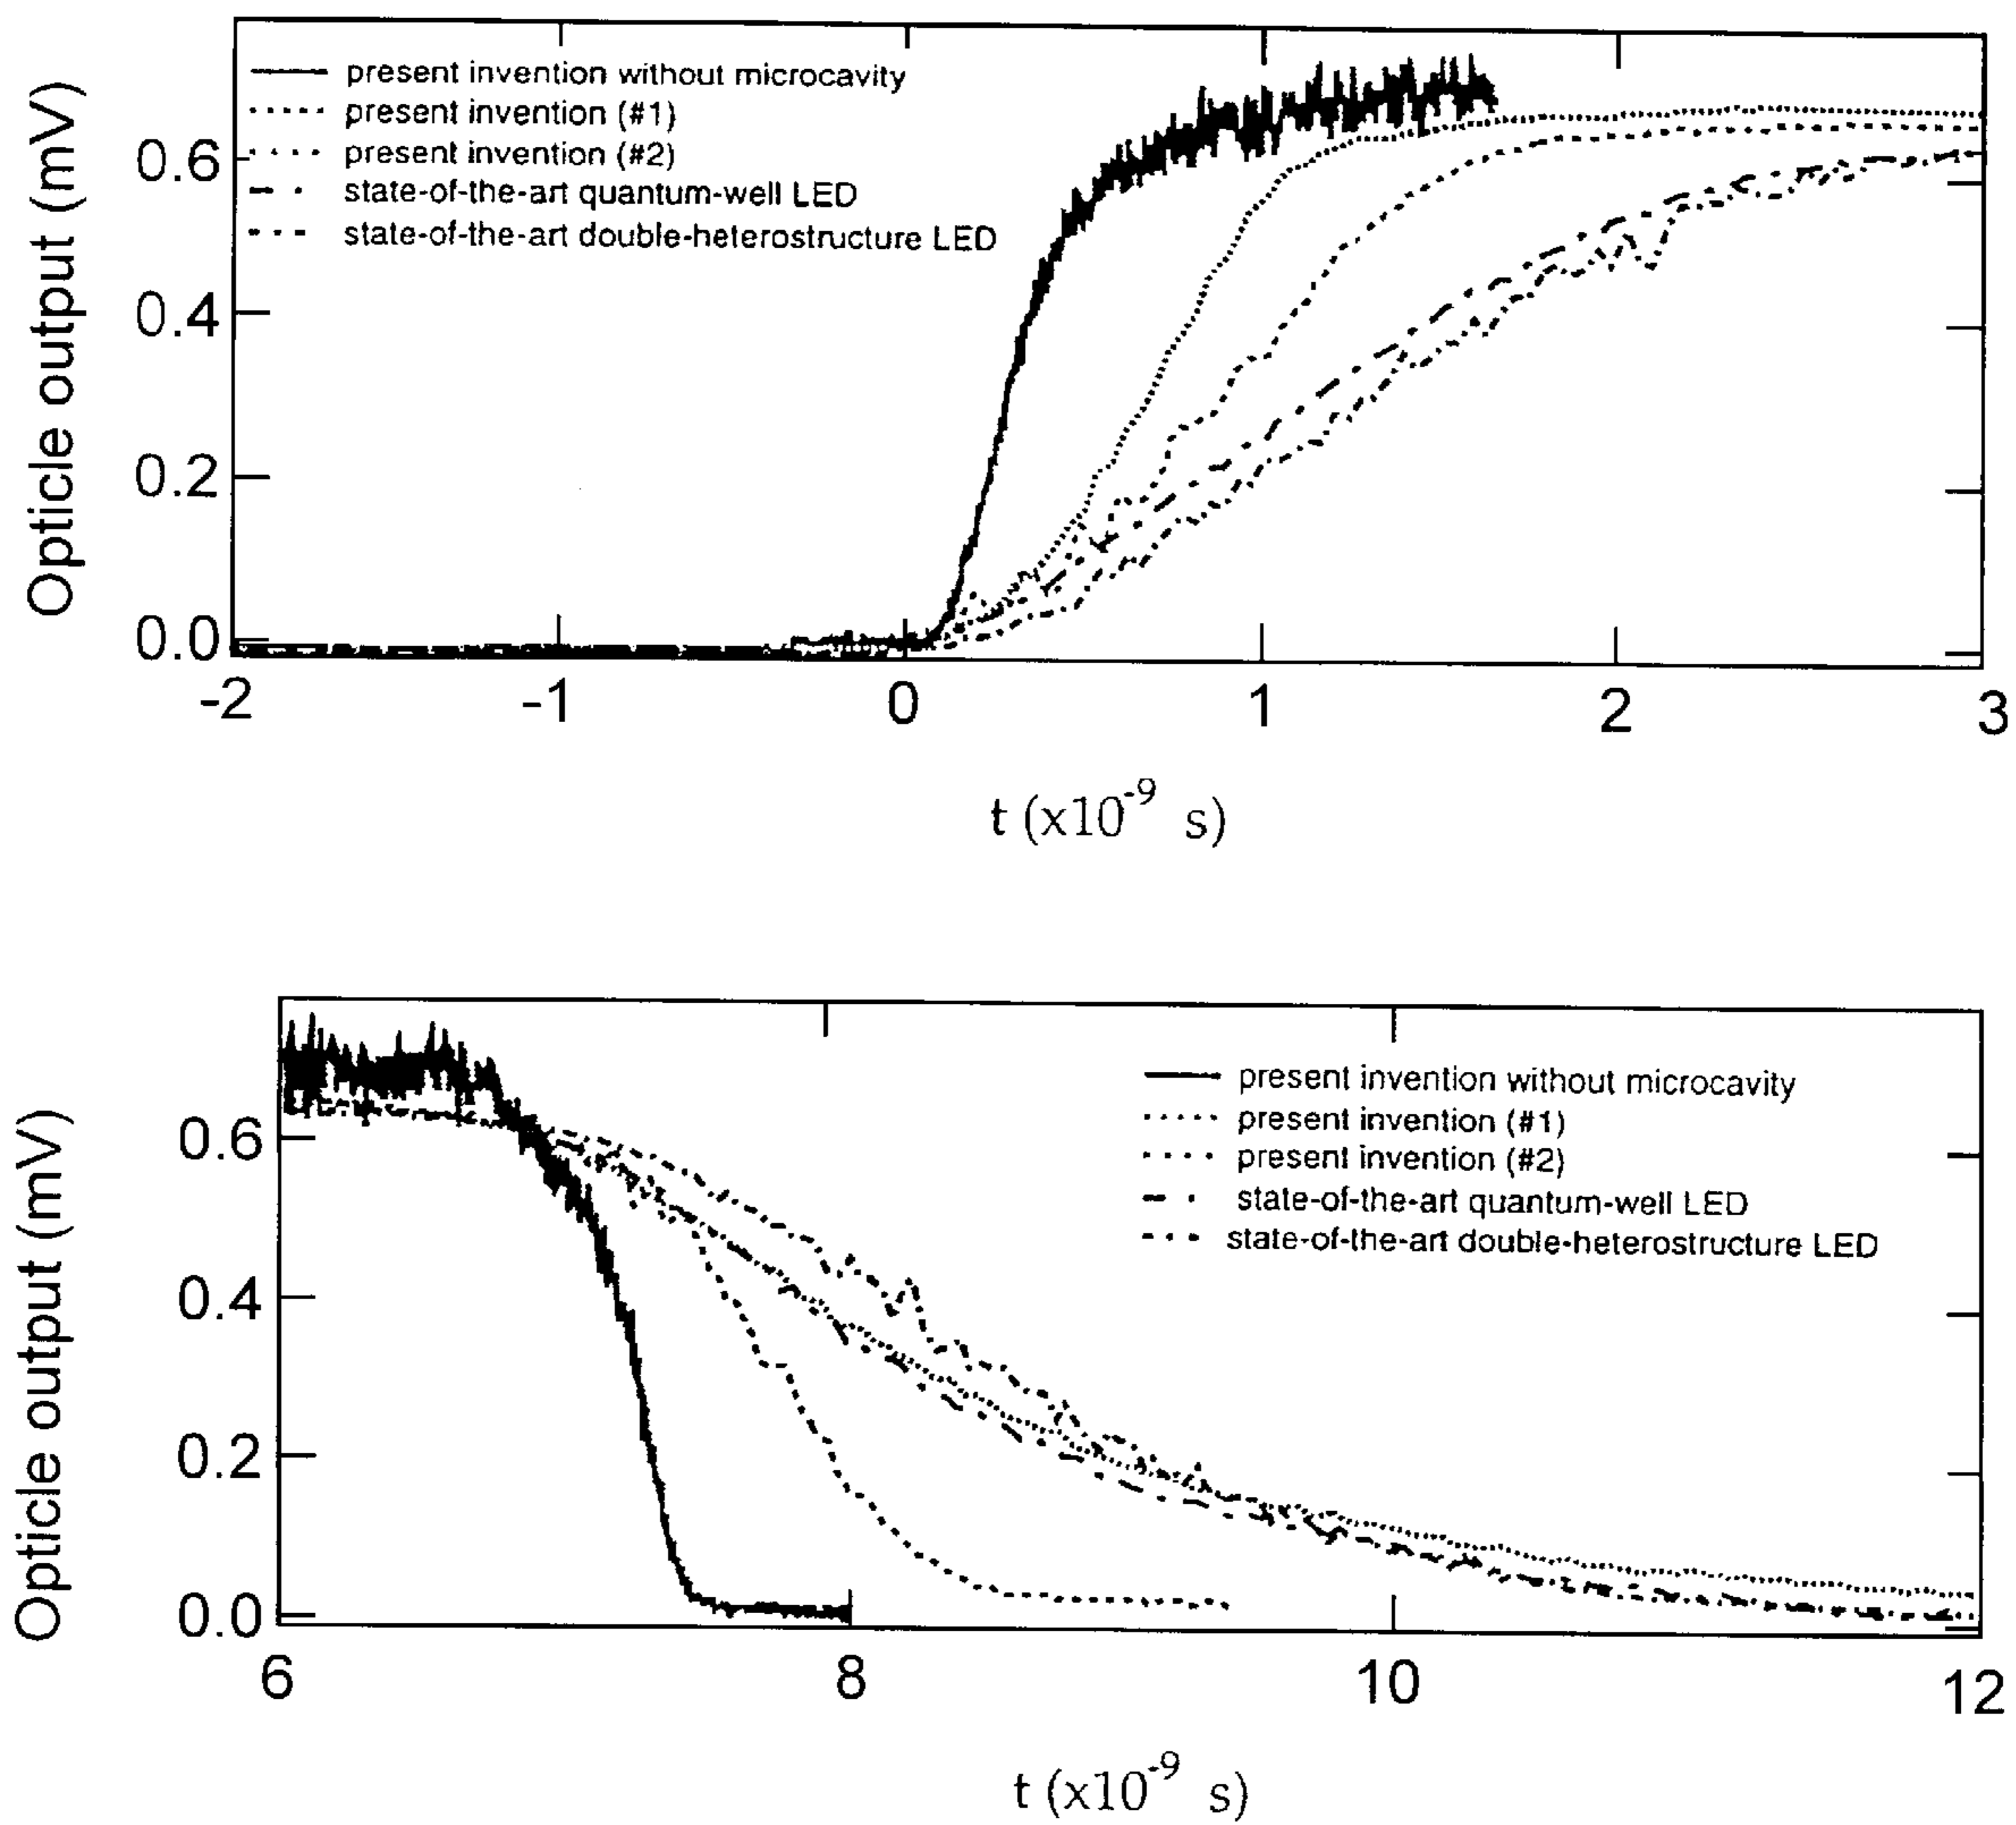 present invention without microcavity
present invention (#1)
present invention (#2)
state-of-the-art quantum-well LED
state-of-the-art double-heterostructure LED
Opticle output (mV)
0.6
0.4
0.2
0.0
-2 -1 0 1 2 3
t (x10⁻⁹ s)
present invention without microcavity
present invention (#1)
present invention (#2)
state-of-the-art quantum-well LED
state-of-the-art double-heterostructure LED
Opticle output (mV)
0.6
0.4
0.2
0.0
6 8 10 12
t (x10⁻⁹ s)